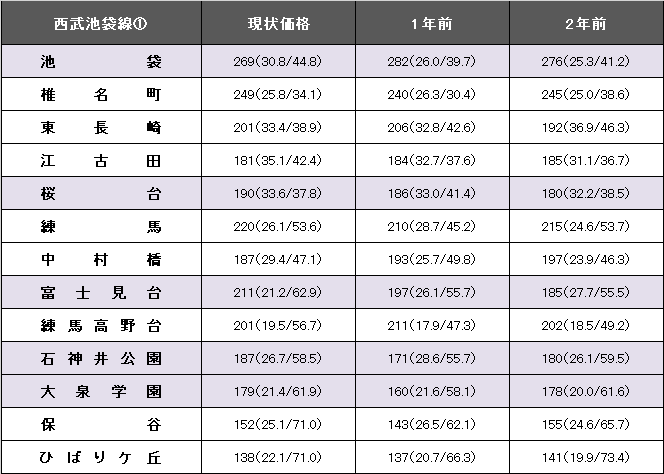 西武池袋線① 現状価格 1年前 2年前
池袋 269(30.8/44.8) 282(26.0/39.7) 276(25.3/41.2)
椎名町 249(25.8/34.1) 240(26.3/30.4) 245(25.0/38.6)
東長崎 201(33.4/38.9) 206(32.8/42.6) 192(36.9/46.3)
江古田 181(35.1/42.4) 184(32.7/37.6) 185(31.1/36.7)
桜台 190(33.6/37.8) 186(33.0/41.4) 180(32.2/38.5)
練馬 220(26.1/53.6) 210(28.7/45.2) 215(24.6/53.7)
中村橋 187(29.4/47.1) 193(25.7/49.8) 197(23.9/46.3)
富士見台 211(21.2/62.9) 197(26.1/55.7) 185(27.7/55.5)
練馬高野台 201(19.5/56.7) 211(17.9/47.3) 202(18.5/49.2)
石神井公園 187(26.7/58.5) 171(28.6/55.7) 180(26.1/59.5)
大泉学園 179(21.4/61.9) 160(21.6/58.1) 178(20.0/61.6)
保谷 152(25.1/71.0) 143(26.5/62.1) 155(24.6/65.7)
ひばりケ丘 138(22.1/71.0) 137(20.7/66.3) 141(19.9/73.4)